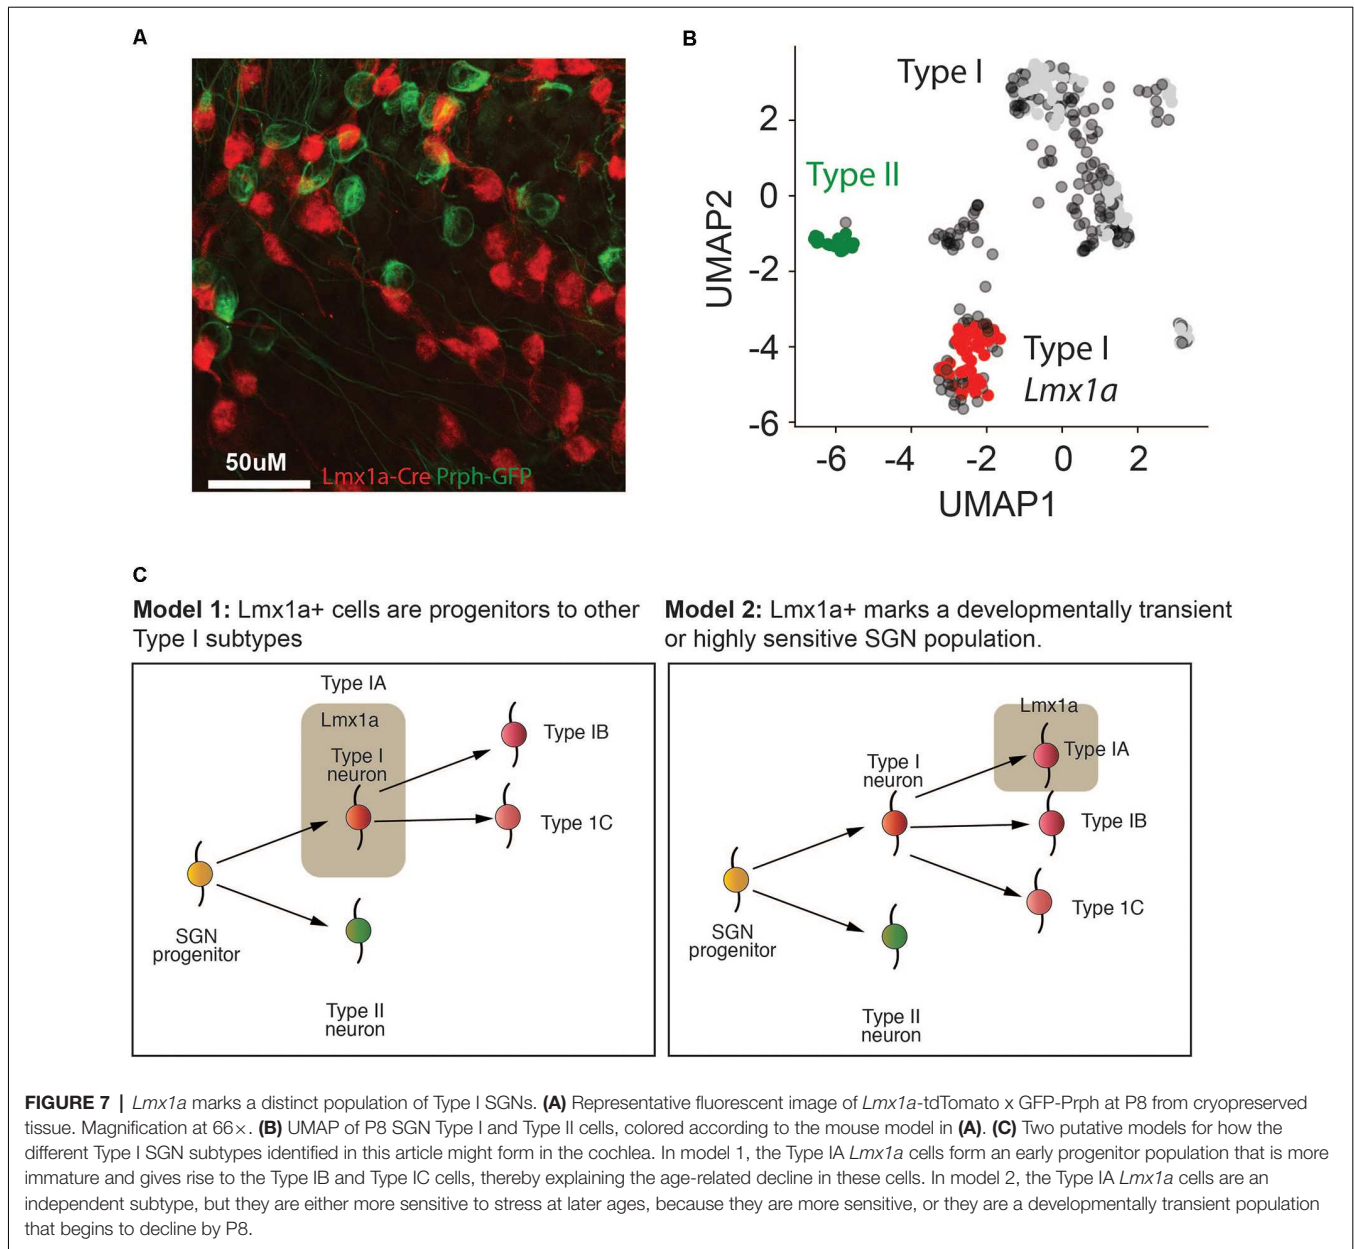 A
50uM
Lmx1a-Cre Prph-GFP
B
Type I
Type II
Type I
Lmx1a
UMAP2
2
0
-2
-4
-6
-6 -4 -2 0 2
UMAP1
C
Model 1: Lmx1a+ cells are progenitors to other
Type I subtypes
Type IA
Lmx1a
Type I
neuron
Type IB
Type 1C
SGN
progenitor
Type II
neuron
Model 2: Lmx1a+ marks a developmentally transient
or highly sensitive SGN population.
Lmx1a
Type IA
Type I
neuron
Type IB
Type 1C
SGN
progenitor
Type II
neuron
FIGURE 7 | Lmx1a marks a distinct population of Type I SGNs. (A) Representative fluorescent image of Lmx1a-tdTomato x GFP-Prph at P8 from cryopreserved
tissue. Magnification at 66×. (B) UMAP of P8 SGN Type I and Type II cells, colored according to the mouse model in (A). (C) Two putative models for how the
different Type I SGN subtypes identified in this article might form in the cochlea. In model 1, the Type IA Lmx1a cells form an early progenitor population that is more
immature and gives rise to the Type IB and Type IC cells, thereby explaining the age-related decline in these cells. In model 2, the Type IA Lmx1a cells are an
independent subtype, but they are either more sensitive to stress at later ages, because they are more sensitive, or they are a developmentally transient population
that begins to decline by P8.